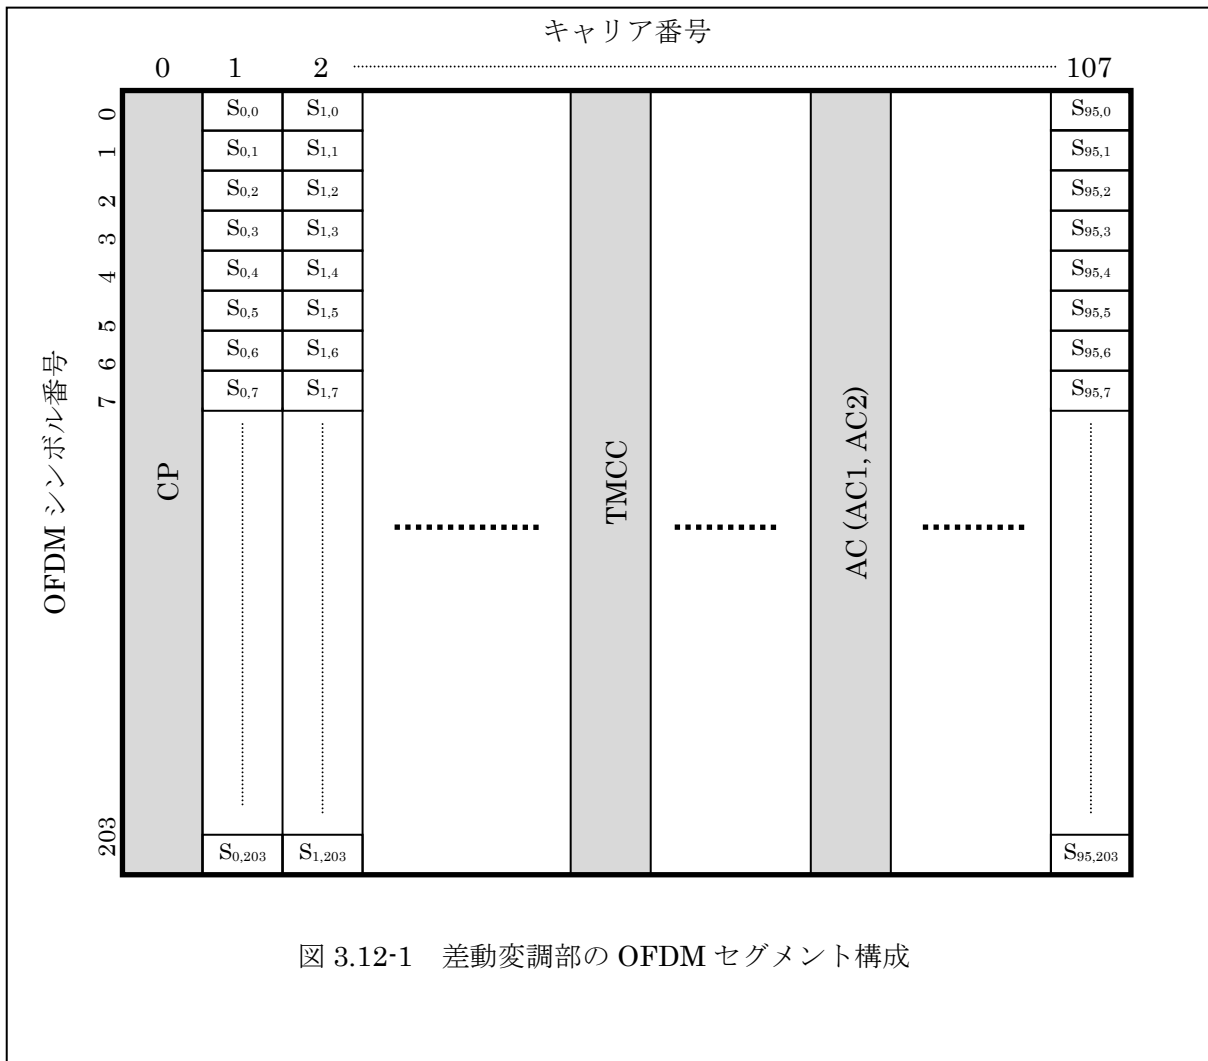 キャリア番号
0 1 2 107
0 S0,0 S1,0 S95,0
1 S0,1 S1,1 S95,1
2 S0,2 S1,2 S95,2
3 S0,3 S1,3 S95,3
4 S0,4 S1,4 S95,4
5 S0,5 S1,5 S95,5
6 S0,6 S1,6 S95,6
7 S0,7 S1,7 S95,7
OFDM シンボル番号
CP
TMCC
AC (AC1, AC2)
203 S0,203 S1,203 S95,203
図 3.12-1 差動変調部の OFDM セグメント構成